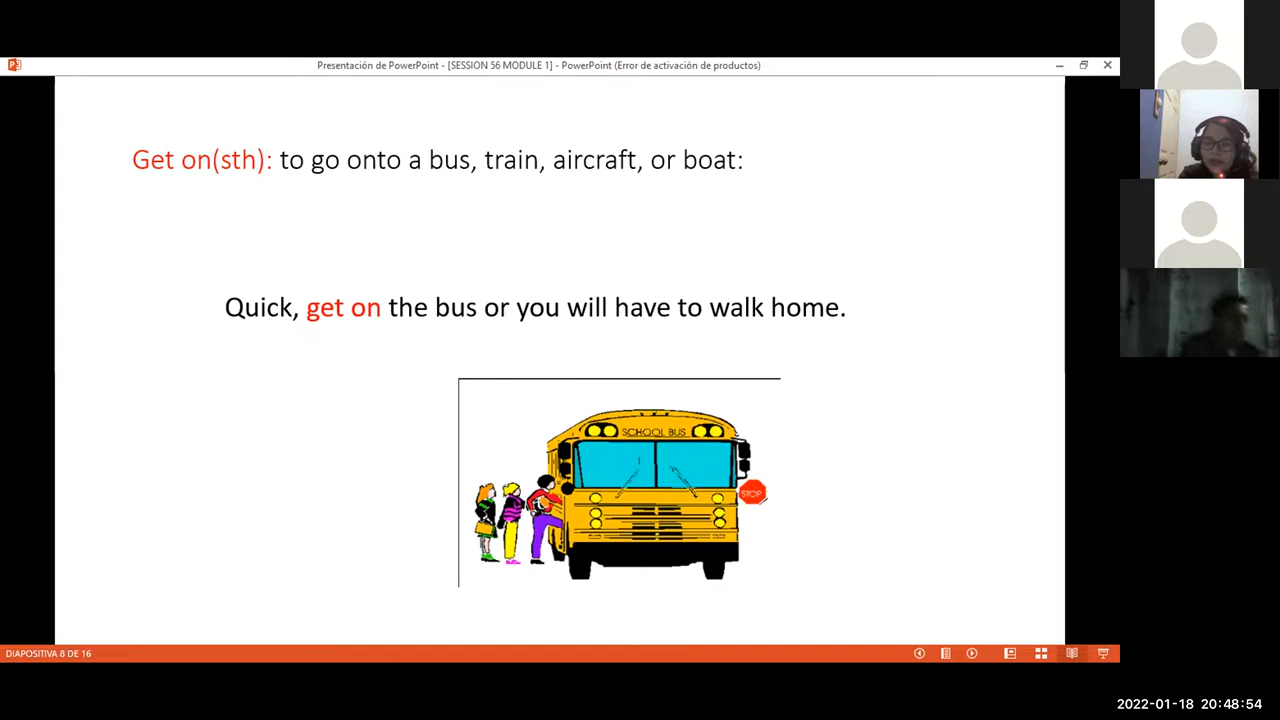 Presentación de PowerPoint - [SESSION 56 MODULE 1] - PowerPoint (Error de activación de productos)
Get on(sth): to go onto a bus, train, aircraft, or boat:
Quick, get on the bus or you will have to walk home.
SCHOOL BUS
STOP
DIAPOSITIVA 8 DE 16
2022-01-18 20:48:54